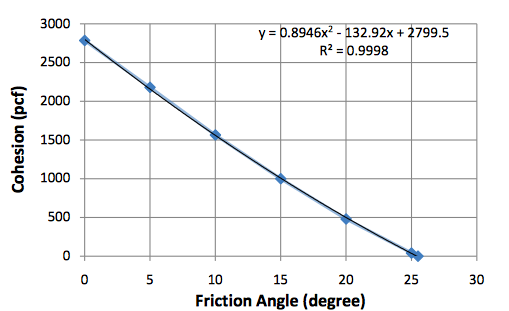 y = 0.8946x² - 132.92x + 2799.5
R² = 0.9998
3000
2500
2000
1500
1000
500
0
Cohesion (pcf)
0 5 10 15 20 25 30
Friction Angle (degree)